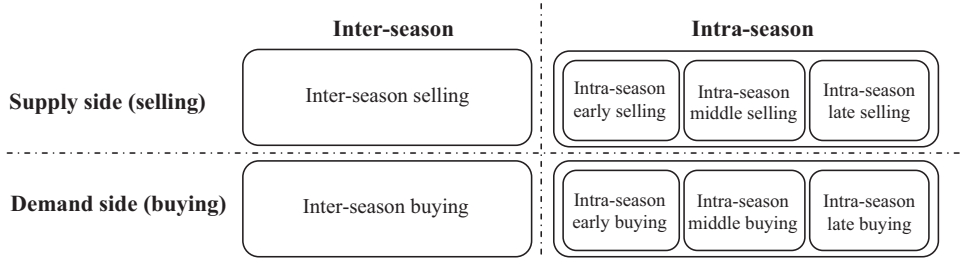 Inter-season
Intra-season
Supply side (selling)
Inter-season selling
Intra-season
early selling
Intra-season
middle selling
Intra-season
late selling
Demand side (buying)
Inter-season buying
Intra-season
early buying
Intra-season
middle buying
Intra-season
late buying